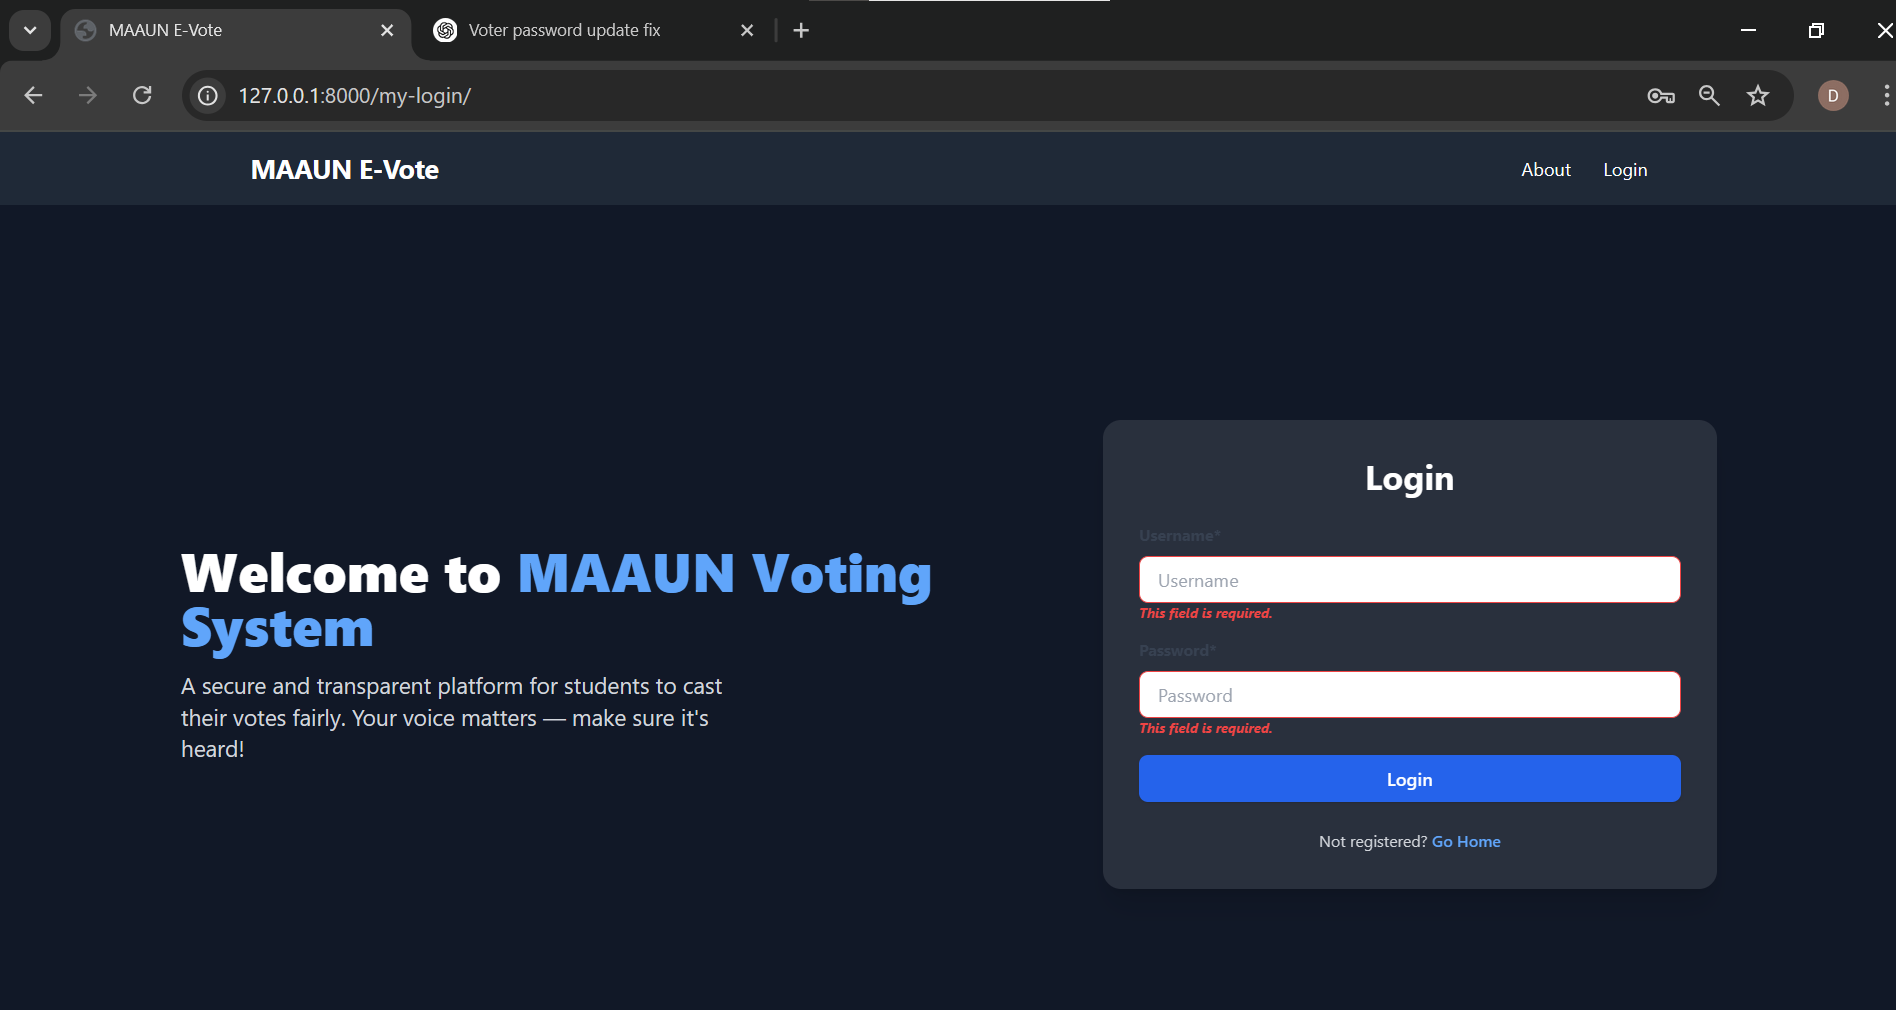 MAAUN E-Vote
Voter password update fix
127.0.0.1:8000/my-login/
D
MAAUN E-Vote
About
Login
Welcome to MAAUN Voting
System
A secure and transparent platform for students to cast
their votes fairly. Your voice matters — make sure it's
heard!
Login
Username*
Username
This field is required.
Password*
Password
This field is required.
Login
Not registered? Go Home